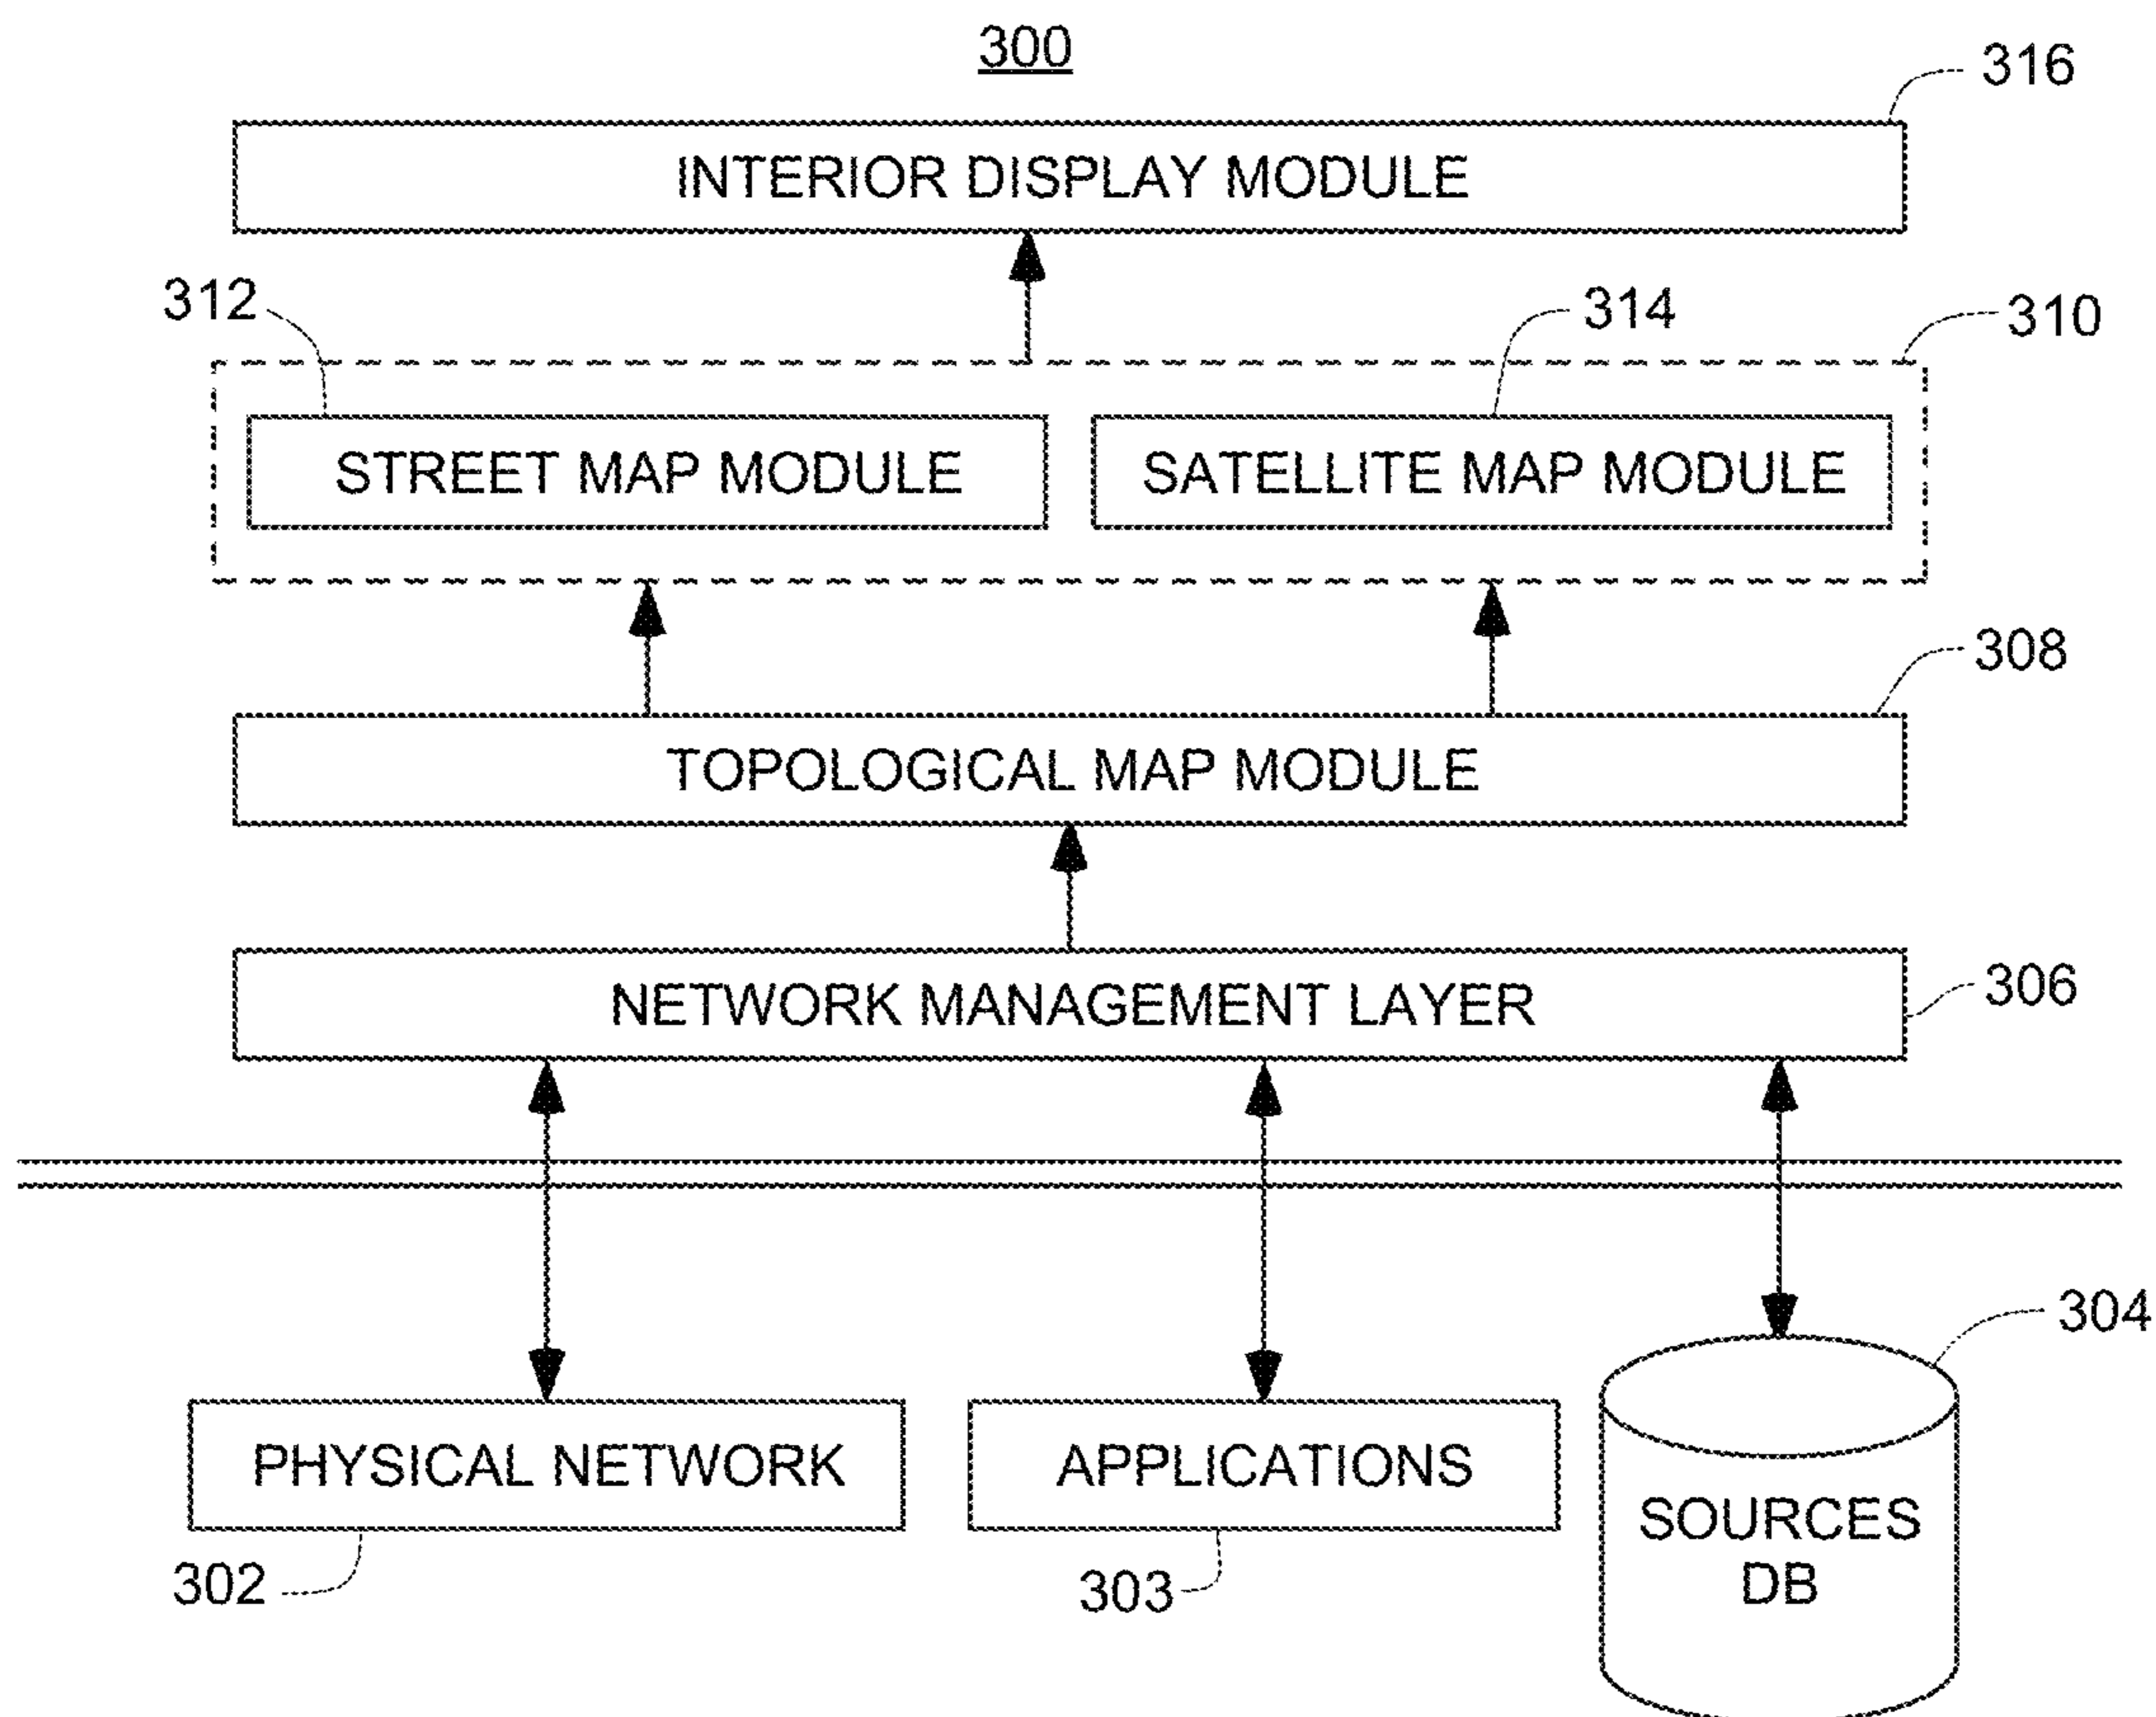 300
316
INTERIOR DISPLAY MODULE
312
314
310
STREET MAP MODULE
SATELLITE MAP MODULE
308
TOPOLOGICAL MAP MODULE
NETWORK MANAGEMENT LAYER
306
304
PHYSICAL NETWORK
APPLICATIONS
SOURCES
DB
302
303